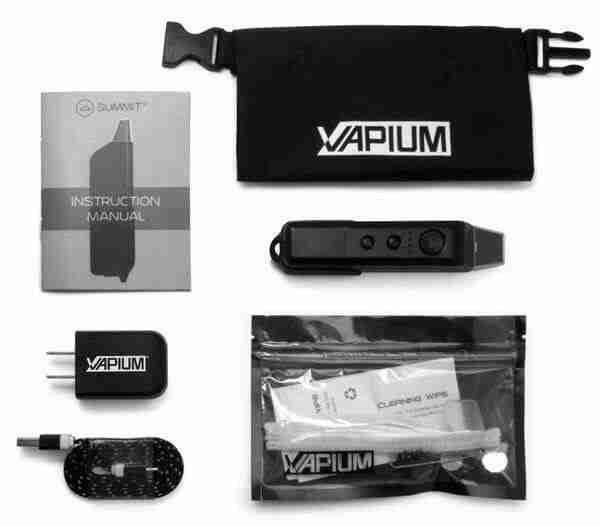 VAPIUM
SUMMIT+
INSTRUCTION
MANUAL
VAPIUM
CLEANING WIPE
VAPIUM